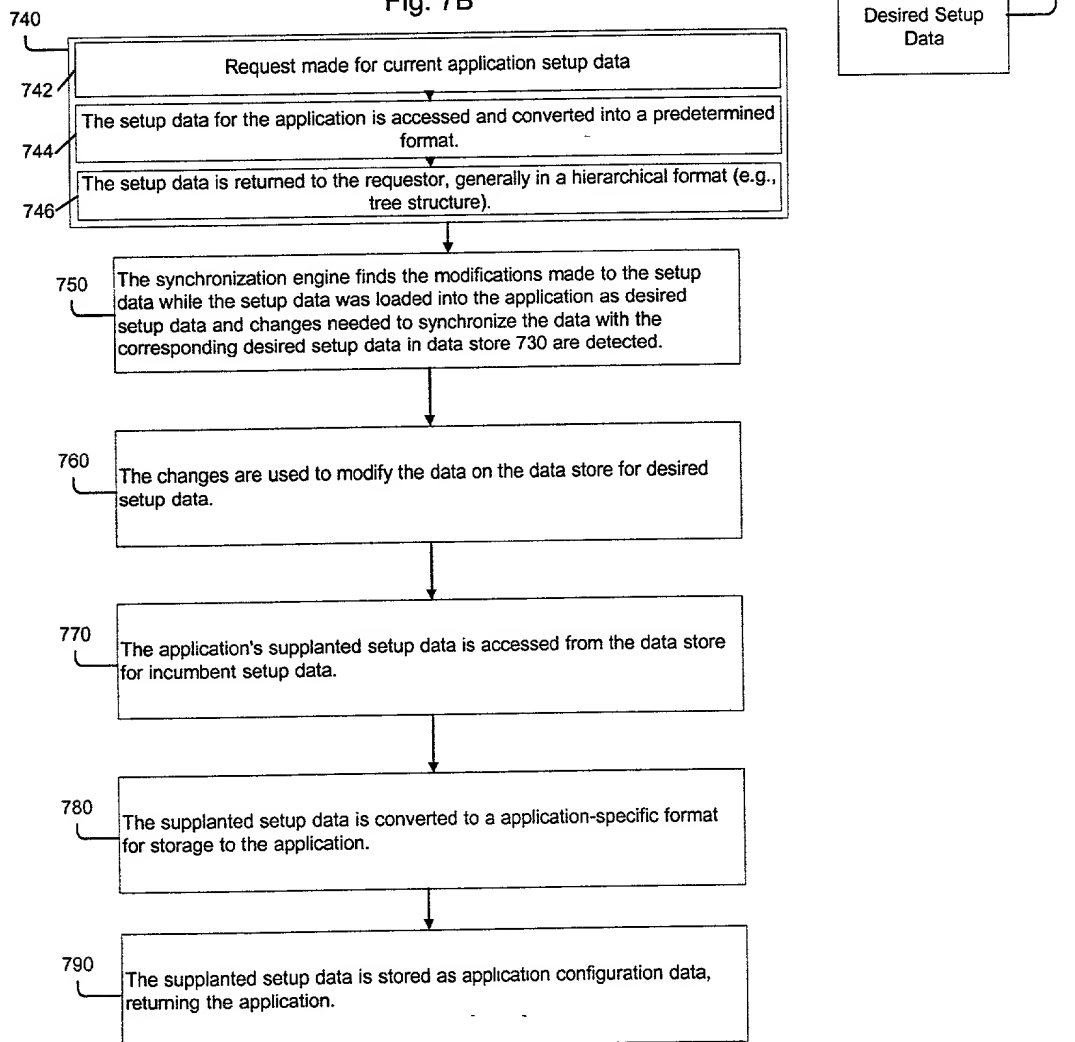 Fig. 7B
740
Desired Setup
Data
Request made for current application setup data
742
The setup data for the application is accessed and converted into a predetermined
format.
744
The setup data is returned to the requestor, generally in a hierarchical format (e.g.,
tree structure).
746
750
The synchronization engine finds the modifications made to the setup
data while the setup data was loaded into the application as desired
setup data and changes needed to synchronize the data with the
corresponding desired setup data in data store 730 are detected.
760
The changes are used to modify the data on the data store for desired
setup data.
770
The application's supplanted setup data is accessed from the data store
for incumbent setup data.
780
The supplanted setup data is converted to a application-specific format
for storage to the application.
790
The supplanted setup data is stored as application configuration data,
returning the application.